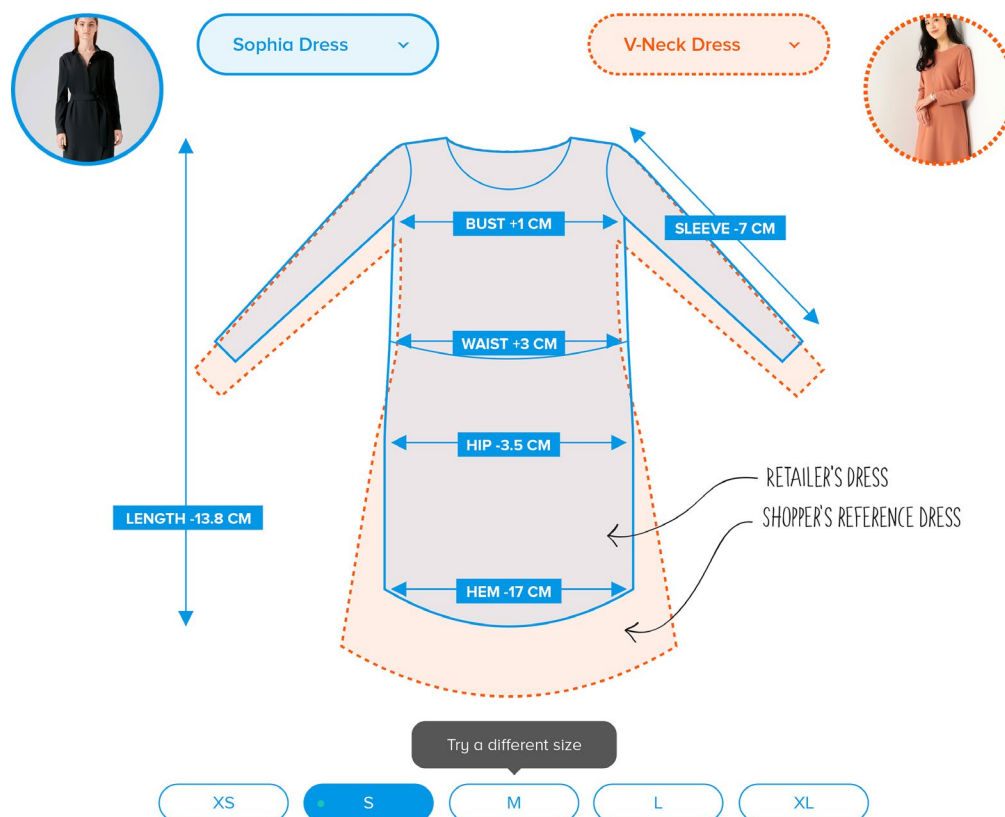 Sophia Dress
V-Neck Dress
BUST +1 CM
SLEEVE -7 CM
WAIST +3 CM
HIP -3.5 CM
RETAILER'S DRESS
LENGTH -13.8 CM
SHOPPER'S REFERENCE DRESS
HEM -17 CM
Try a different size
XS
S
M
L
XL